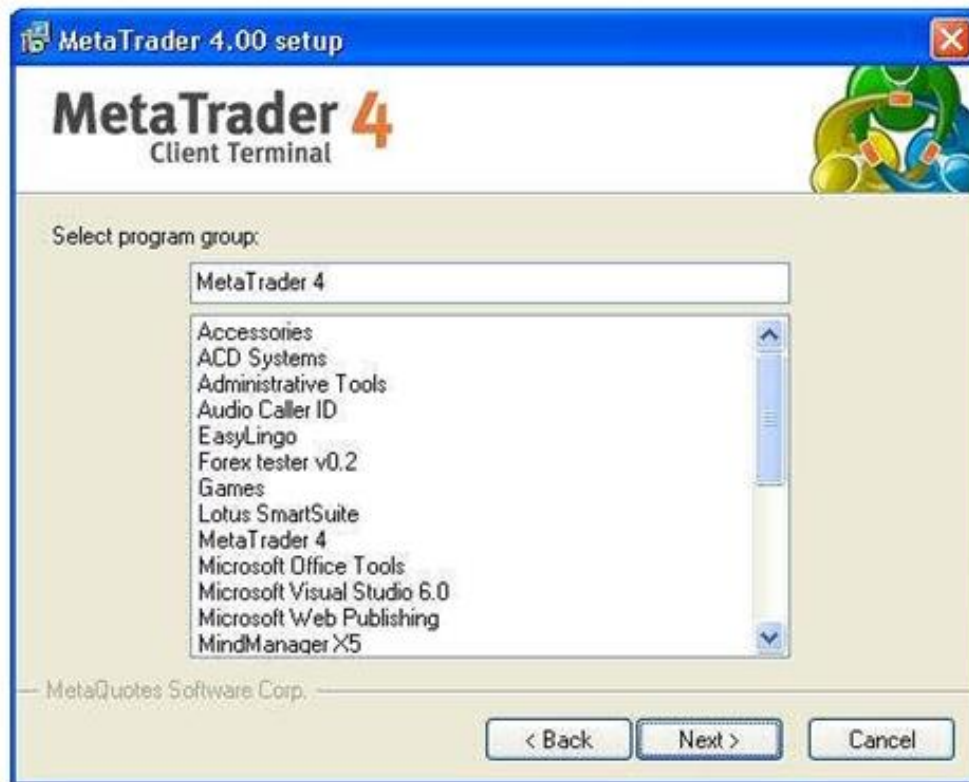 MetaTrader 4.00 setup
MetaTrader 4
Client Terminal
Select program group:
MetaTrader 4
Accessories
ACD Systems
Administrative Tools
Audio Caller ID
EasyLingo
Forex tester v0.2
Games
Lotus SmartSuite
MetaTrader 4
Microsoft Office Tools
Microsoft Visual Studio 6.0
Microsoft Web Publishing
MindManager X5
MetaQuotes Software Corp.
< Back Next > Cancel